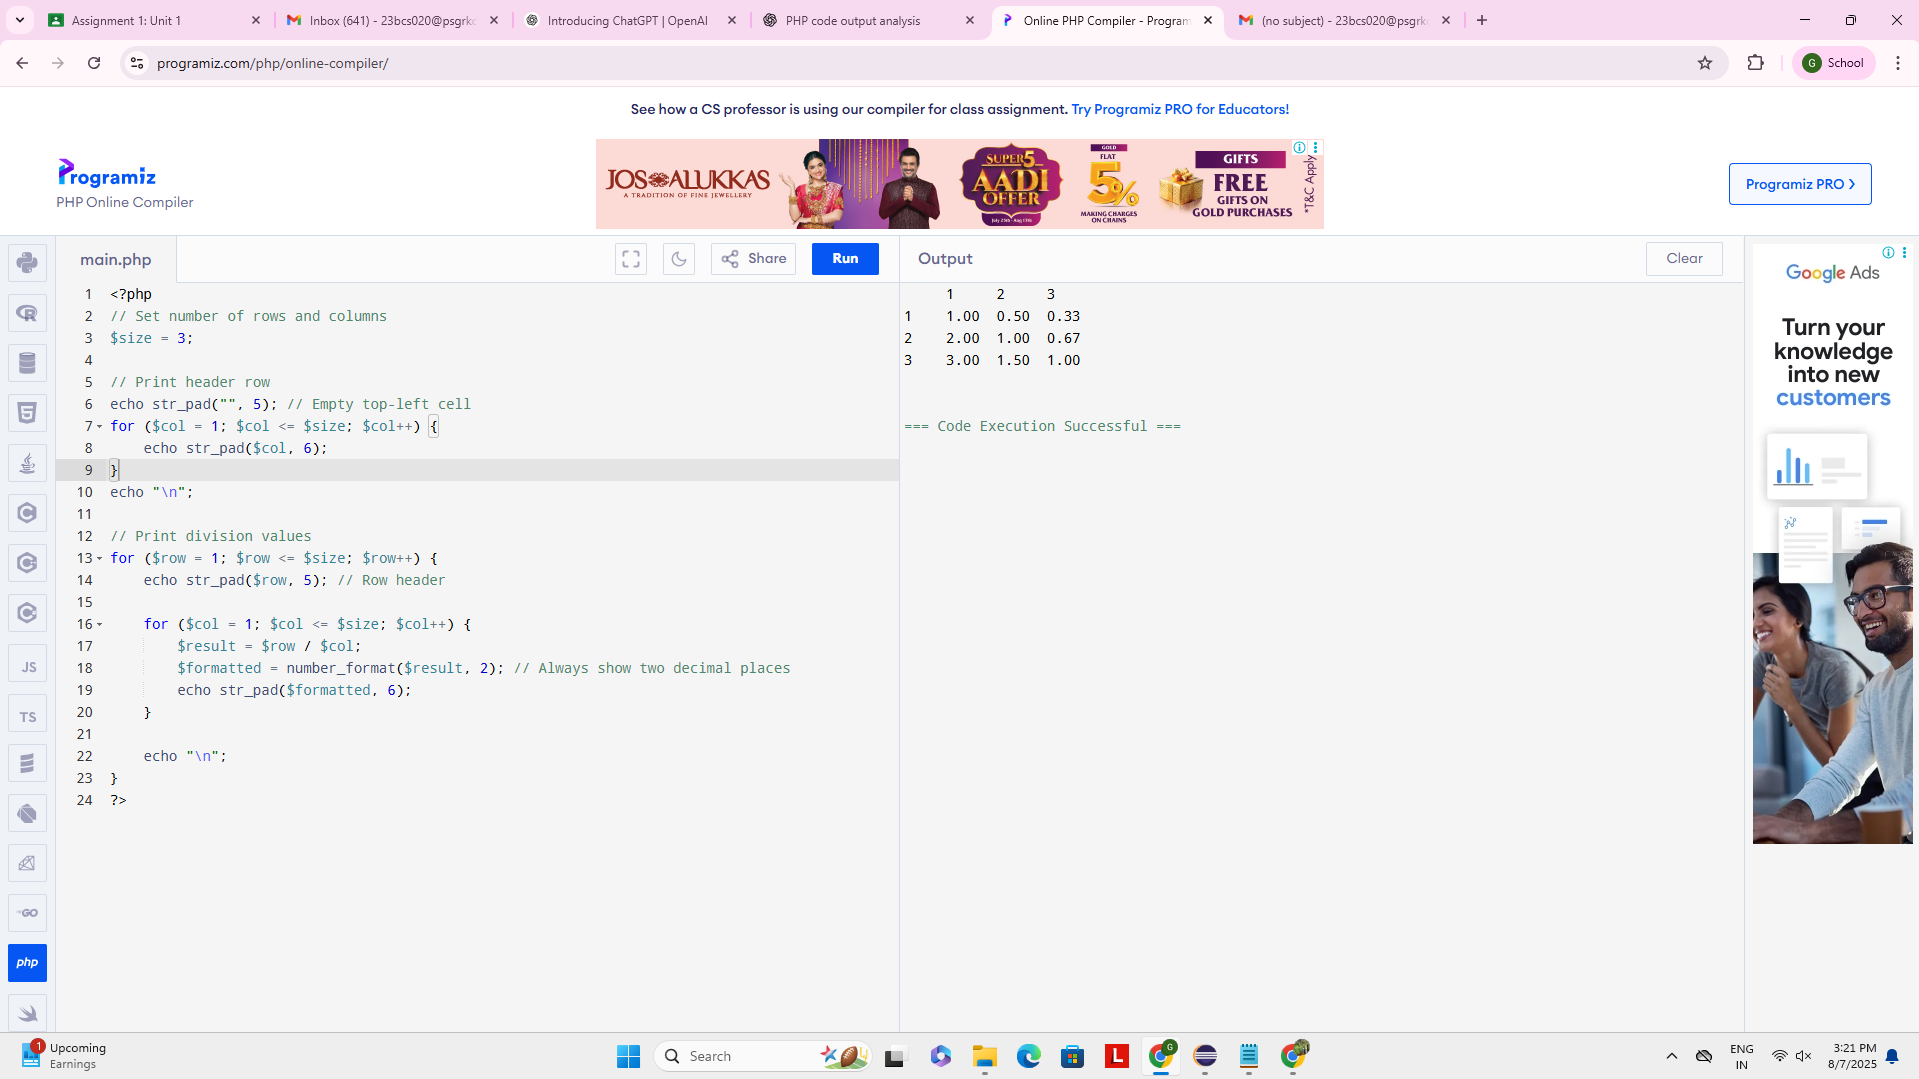 Assignment 1: Unit 1
Inbox (641) - 23bcs020@psgrkc
Introducing ChatGPT | OpenAI
PHP code output analysis
Online PHP Compiler - Program
(no subject) - 23bcs020@psgrkc
programiz.com/php/online-compiler/
G School
See how a CS professor is using our compiler for class assignment. Try Programiz PRO for Educators!
Programiz
PHP Online Compiler
JOS ALUKKAS
A TRADITION OF FINE JEWELLERY
SUPER 5
AADI
OFFER
July 25th - Aug 17th
GOLD
FLAT
5%
MAKING CHARGES
ON CHAINS
GIFTS
FREE
GIFTS ON
GOLD PURCHASES
*T&C Apply
Programiz PRO
main.php
Share
Run
Output
Clear
1 <?php
2 // Set number of rows and columns
3 $size = 3;
4
5 // Print header row
6 echo str_pad("", 5); // Empty top-left cell
7 for ($col = 1; $col <= $size; $col++) {
8 echo str_pad($col, 6);
9 }
10 echo "\n";
11
12 // Print division values
13 for ($row = 1; $row <= $size; $row++) {
14 echo str_pad($row, 5); // Row header
15
16 for ($col = 1; $col <= $size; $col++) {
17 $result = $row / $col;
18 $formatted = number_format($result, 2); // Always show two decimal places
19 echo str_pad($formatted, 6);
20 }
21
22 echo "\n";
23 }
24 ?>
1 2 3
1 1.00 0.50 0.33
2 2.00 1.00 0.67
3 3.00 1.50 1.00
=== Code Execution Successful ===
Google Ads
Turn your
knowledge
into new
customers
R
5
C
C
C
JS
TS
GO
php
1
Upcoming
Earnings
Search
L
G
ENG
IN
3:21 PM
8/7/2025